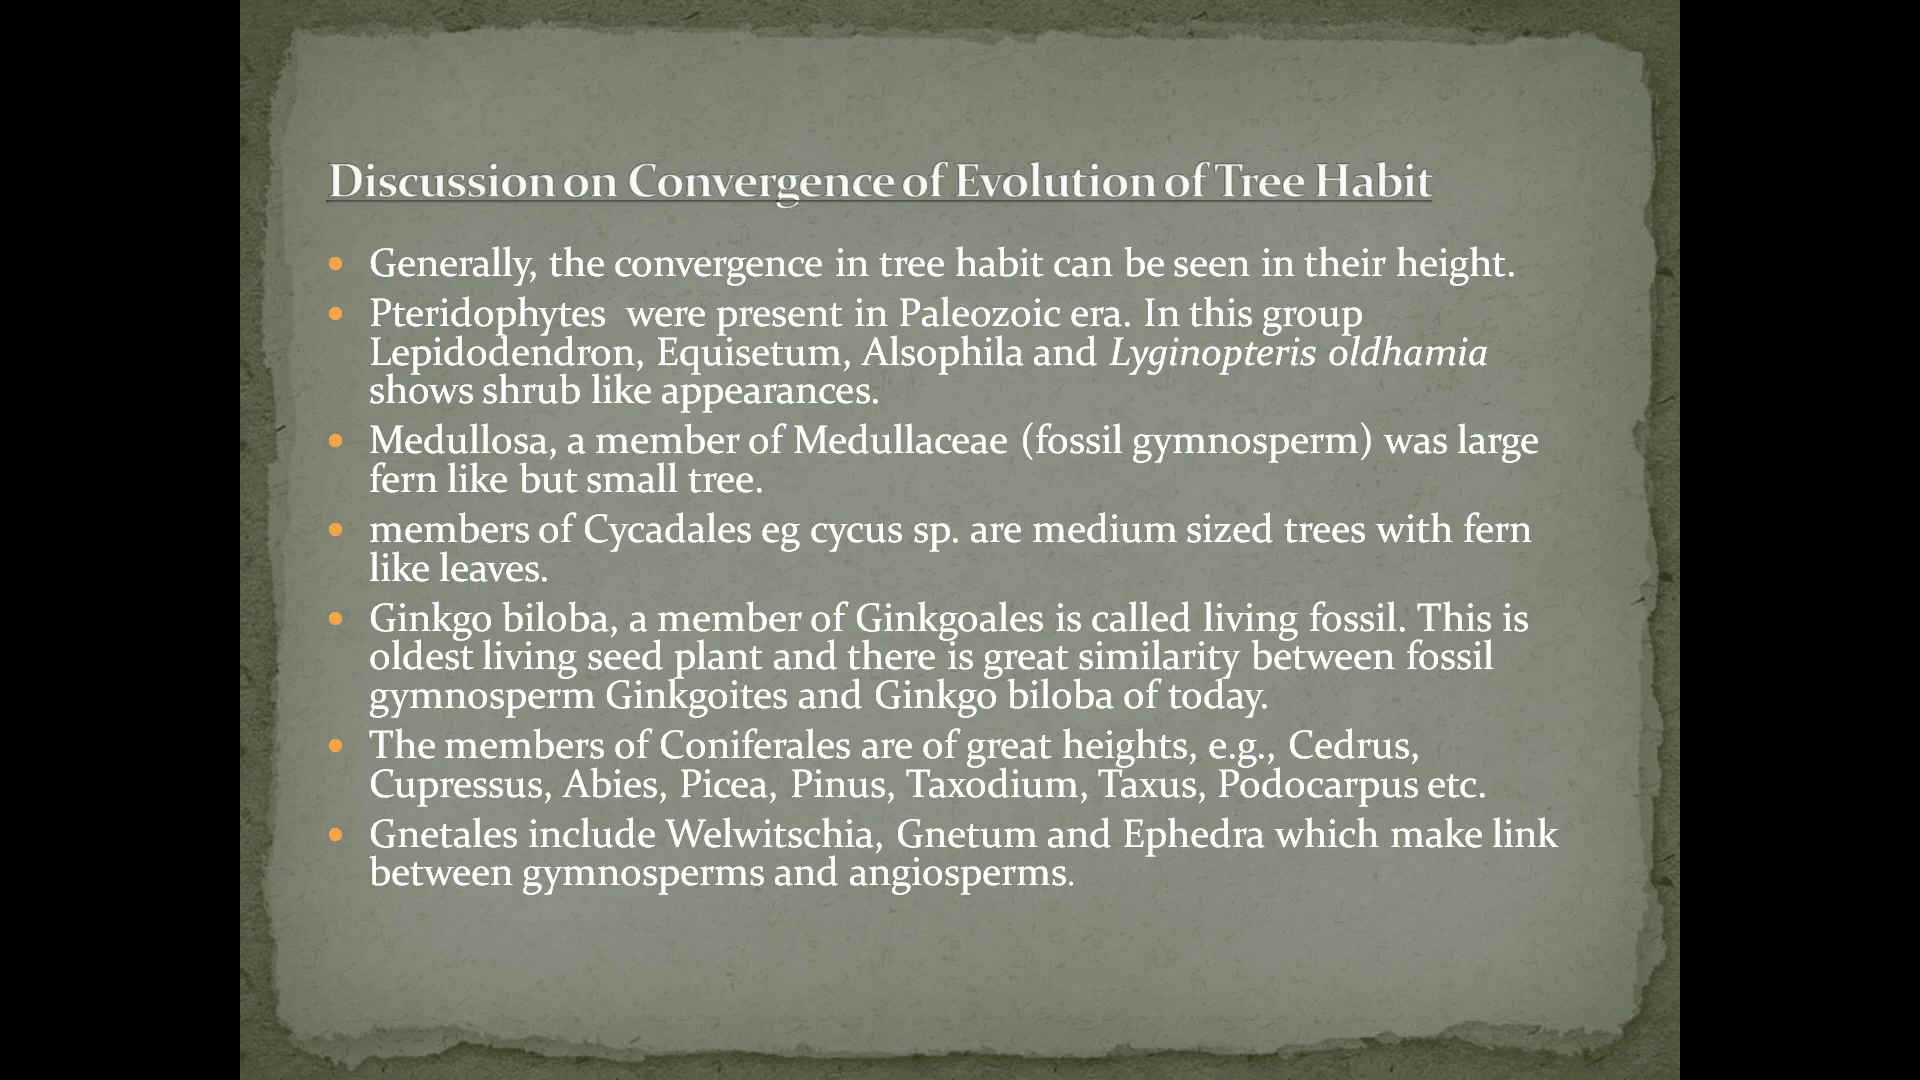 Discussion on Convergence of Evolution of Tree Habit
• Generally, the convergence in tree habit can be seen in their height.
• Pteridophytes  were present in Paleozoic era. In this group
Lepidodendron, Equisetum, Alsophila and Lyginopteris oldhamia
shows shrub like appearances.
• Medullosa, a member of Medullaceae (fossil gymnosperm) was large
fern like but small tree.
• members of Cycadales eg cycus sp. are medium sized trees with fern
like leaves.
• Ginkgo biloba, a member of Ginkgoales is called living fossil. This is
oldest living seed plant and there is great similarity between fossil
gymnosperm Ginkgoites and Ginkgo biloba of today.
• The members of Coniferales are of great heights, e.g., Cedrus,
Cupressus, Abies, Picea, Pinus, Taxodium, Taxus, Podocarpus etc.
• Gnetales include Welwitschia, Gnetum and Ephedra which make link
between gymnosperms and angiosperms.